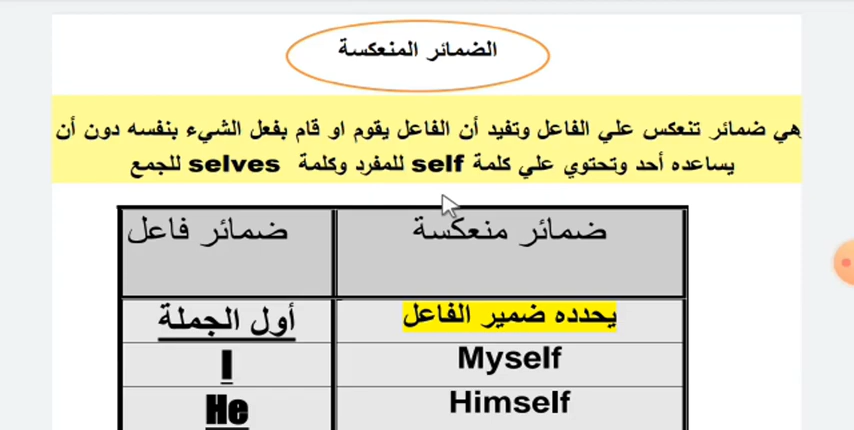 الضمائر المنعكسة
هي ضمائر تنعكس علي الفاعل وتفيد أن الفاعل يقوم او قام بفعل الشيء بنفسه دون أن
يساعده أحد وتحتوي علي كلمة self للمفرد وكلمة selves للجمع
ضمائر منعكسة ضمائر فاعل
يحدده ضمير الفاعل أول الجملة
I Myself
He Himself